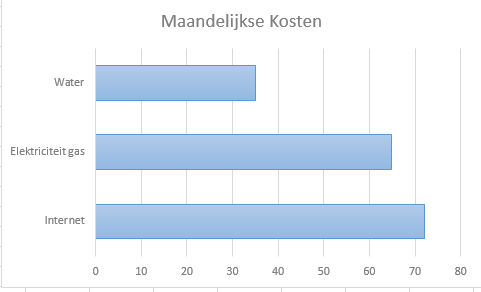 Maandelijkse Kosten
Water
Elektriciteit gas
Internet
0 10 20 30 40 50 60 70 80